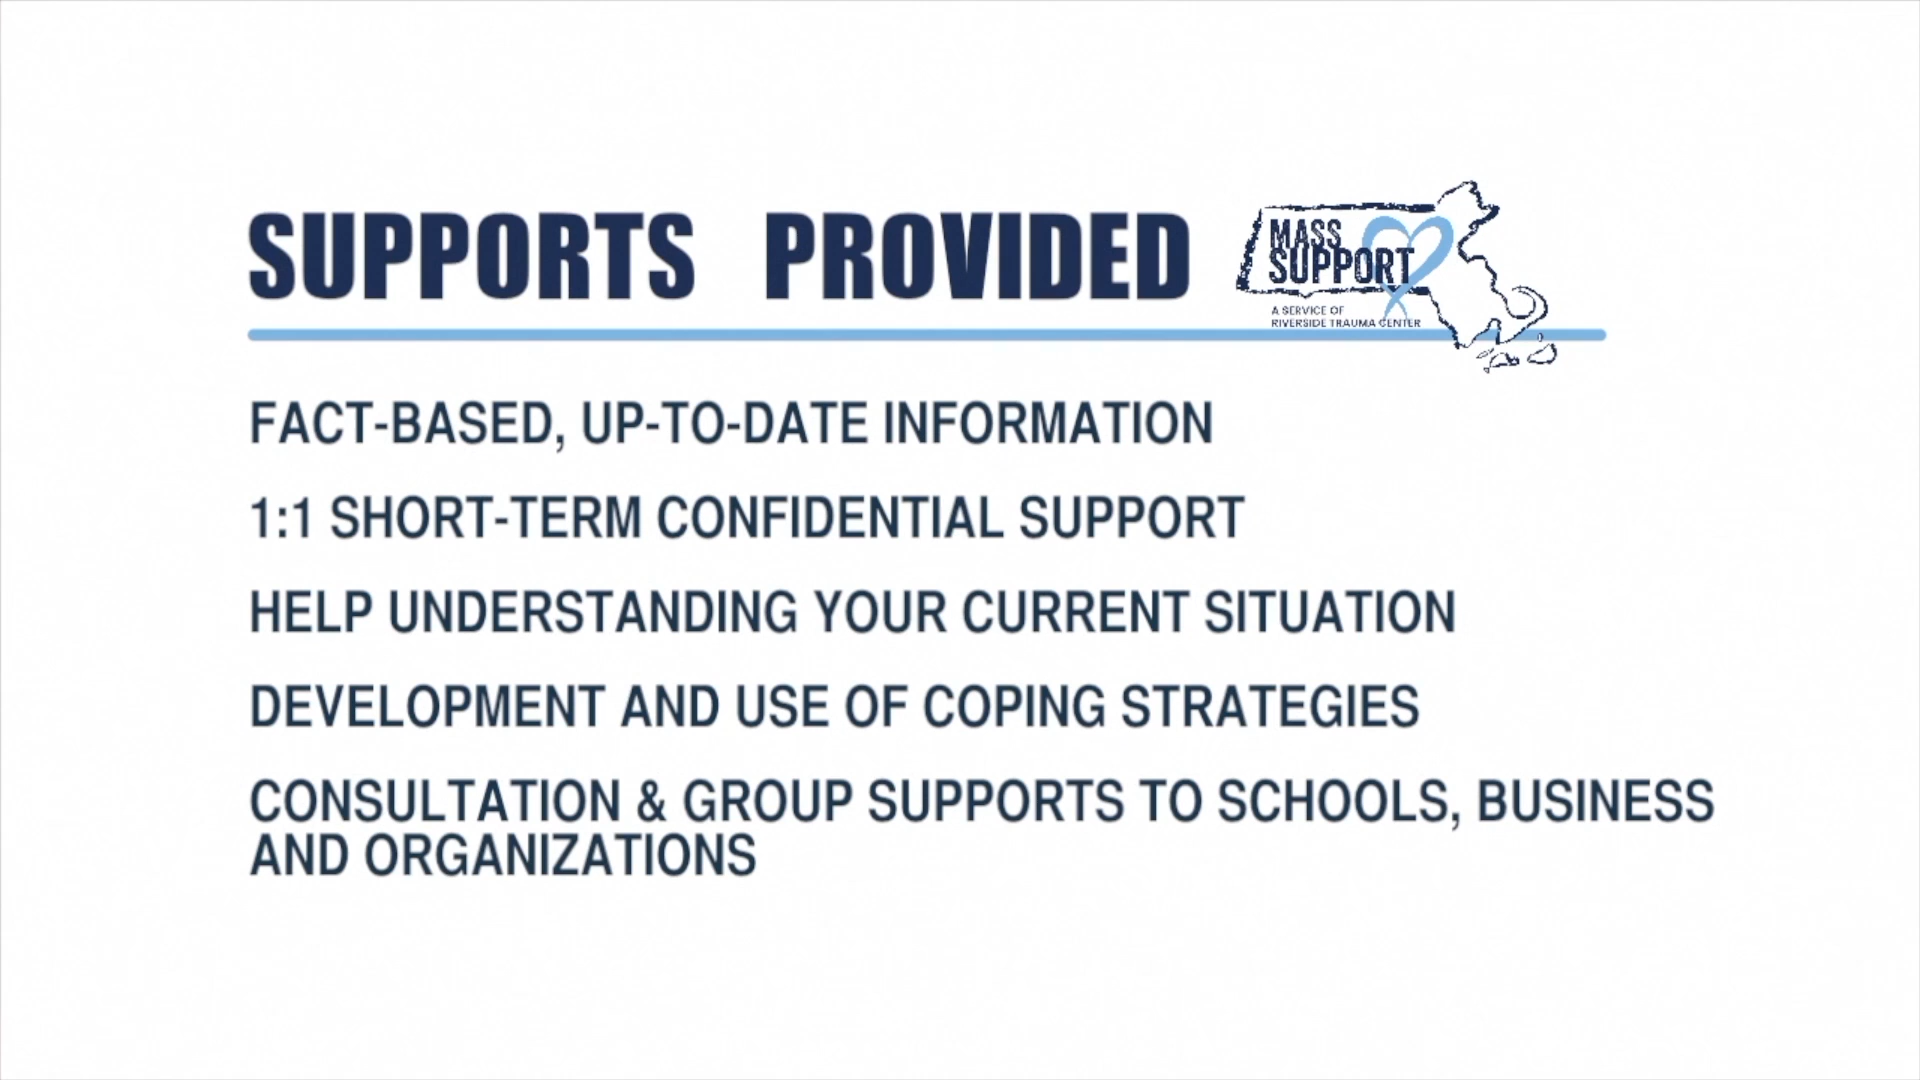 SUPPORTS PROVIDED
MASS
SUPPORT
A SERVICE OF
RIVERSIDE TRAUMA CENTER
FACT-BASED, UP-TO-DATE INFORMATION
1:1 SHORT-TERM CONFIDENTIAL SUPPORT
HELP UNDERSTANDING YOUR CURRENT SITUATION
DEVELOPMENT AND USE OF COPING STRATEGIES
CONSULTATION & GROUP SUPPORTS TO SCHOOLS, BUSINESS
AND ORGANIZATIONS